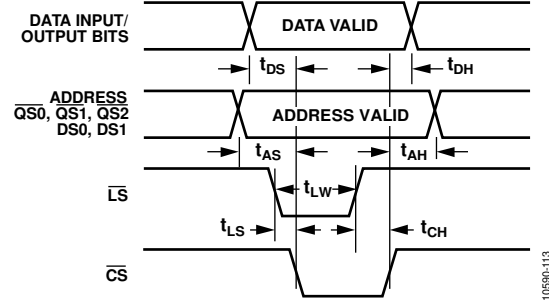 DATA INPUT/
OUTPUT BITS
DATA VALID
tDS
tDH
ADDRESS
QS0, QS1, QS2
DS0, DS1
ADDRESS VALID
tAS
tAH
LS
tLW
tLS
tCH
CS
10590-113